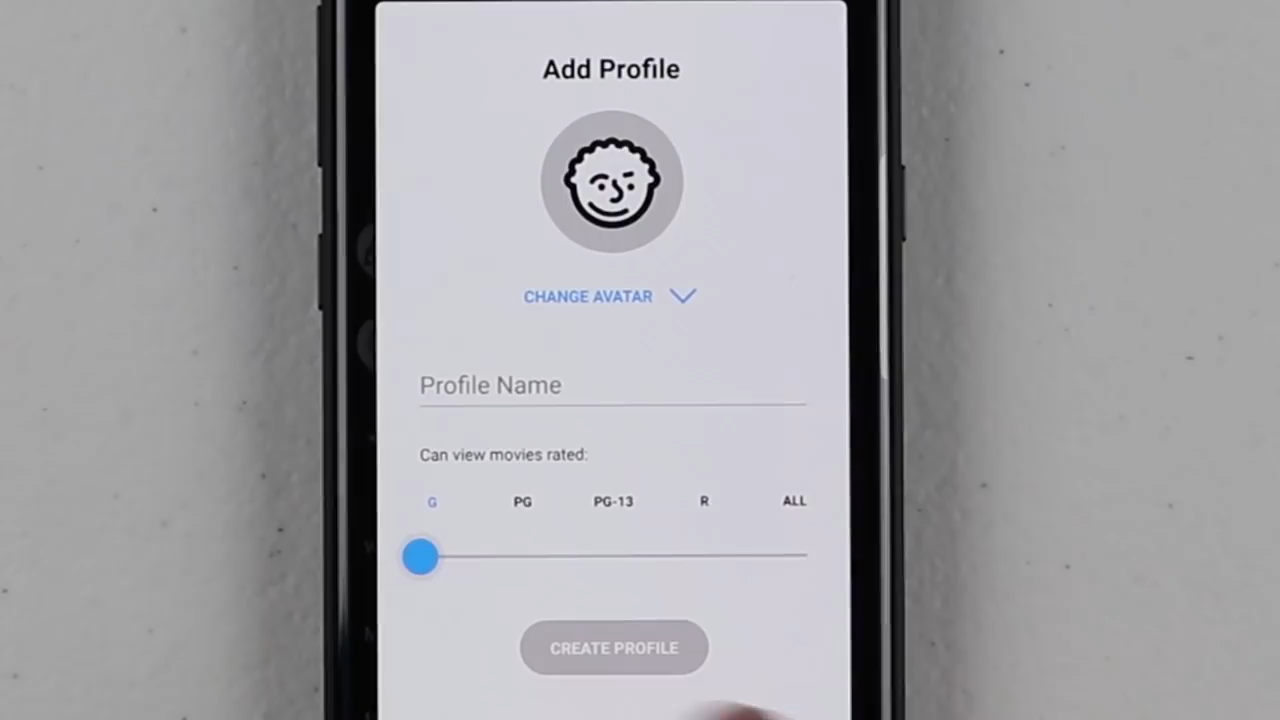 Add Profile
CHANGE AVATAR
Profile Name
Can view movies rated:
G PG PG-13 R ALL
CREATE PROFILE